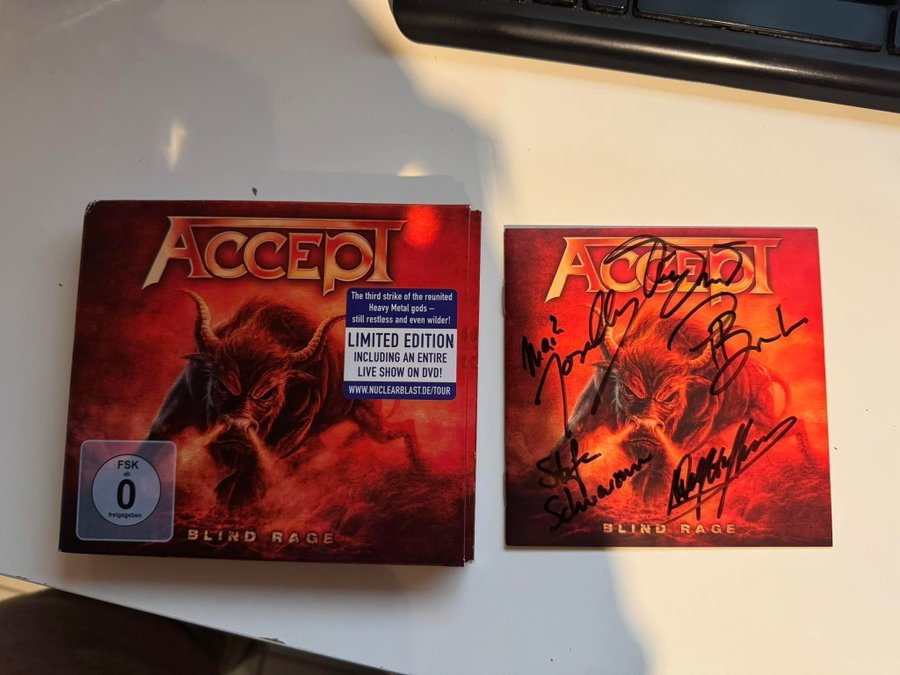 ACCEPT
The third strike of the reunited
Heavy Metal gods –
still restless and even wilder!
LIMITED EDITION
INCLUDING AN ENTIRE
LIVE SHOW ON DVD!
WWW.NUCLEARBLAST.DE/TOUR
FSK
ab
0
freigegeben
BLIND RAGE
ACCEPT
Schwarzmann
BLIND RAGE